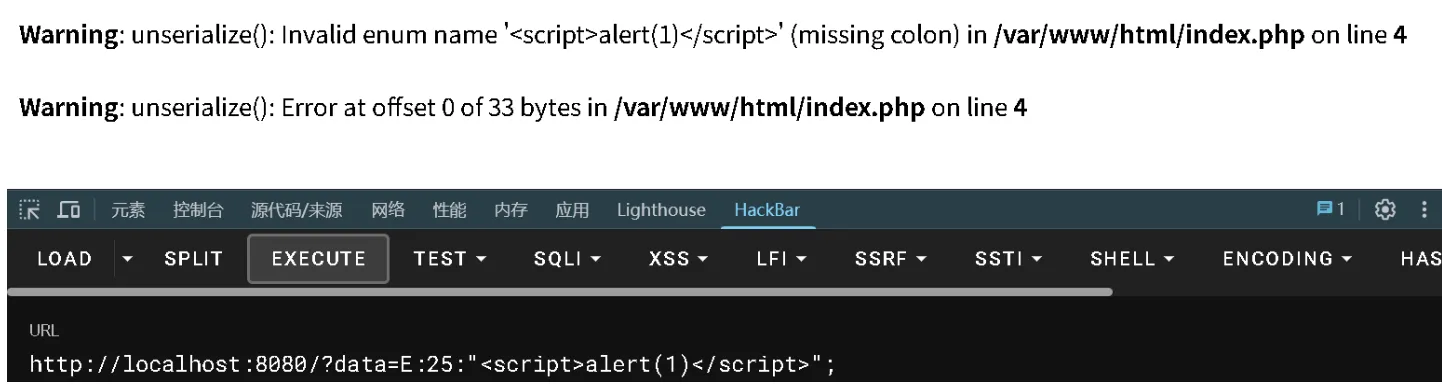 Warning: unserialize(): Invalid enum name '<script>alert(1)</script>' (missing colon) in /var/www/html/index.php on line 4
Warning: unserialize(): Error at offset 0 of 33 bytes in /var/www/html/index.php on line 4
元素 控制台 源代码/来源 网络 性能 内存 应用 Lighthouse HackBar 1
LOAD SPLIT EXECUTE TEST SQLI XSS LFI SSRF SSTI SHELL ENCODING HAS
URL
http://localhost:8080/?data=E:25:"<script>alert(1)</script>";